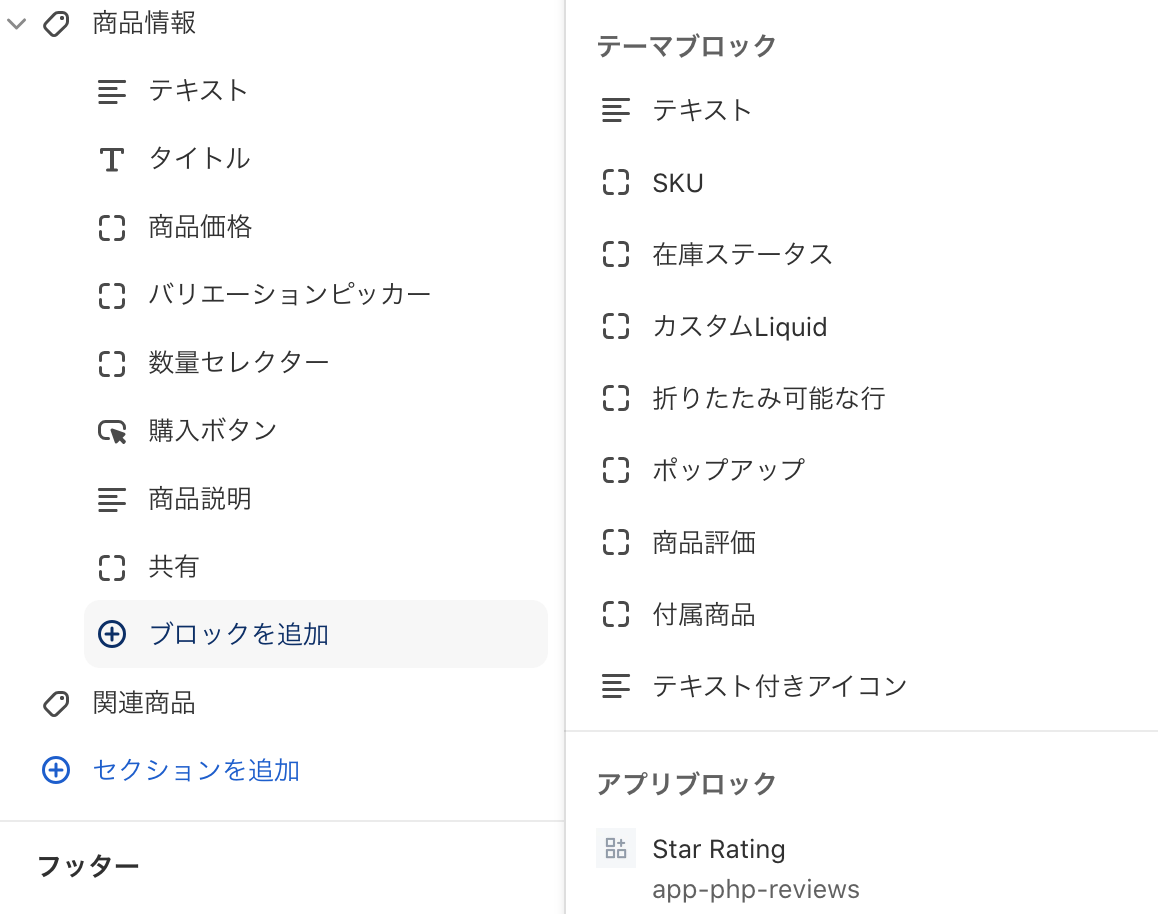 商品情報
テキスト
タイトル
商品価格
バリエーションピッカー
数量セレクター
購入ボタン
商品説明
共有
ブロックを追加
関連商品
セクションを追加
フッター
テーマブロック
テキスト
SKU
在庫ステータス
カスタムLiquid
折りたたみ可能な行
ポップアップ
商品評価
付属商品
テキスト付きアイコン
アプリブロック
Star Rating
app-php-reviews